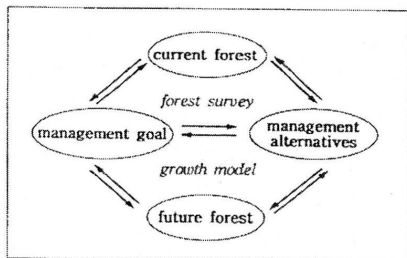 current forest
forest survey
management goal
management
alternatives
growth model
future forest